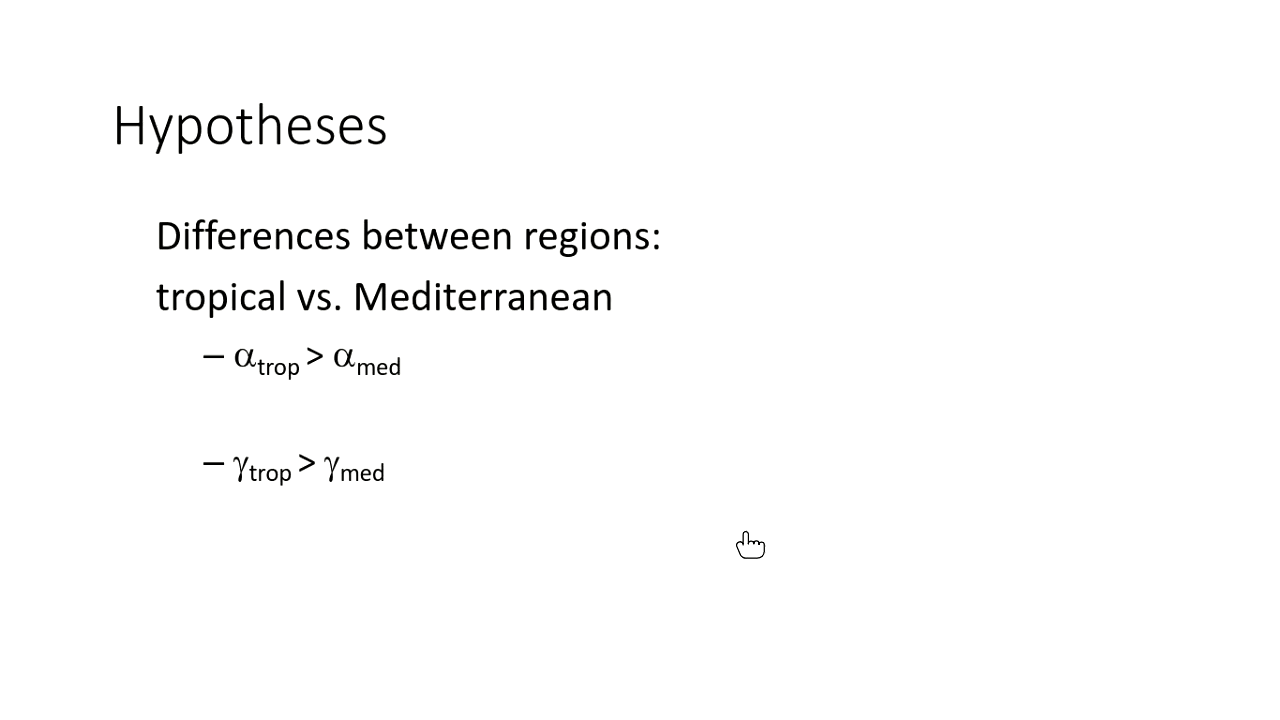 Hypotheses
Differences between regions:
tropical vs. Mediterranean
– αtrop > αmed
– γtrop > γmed